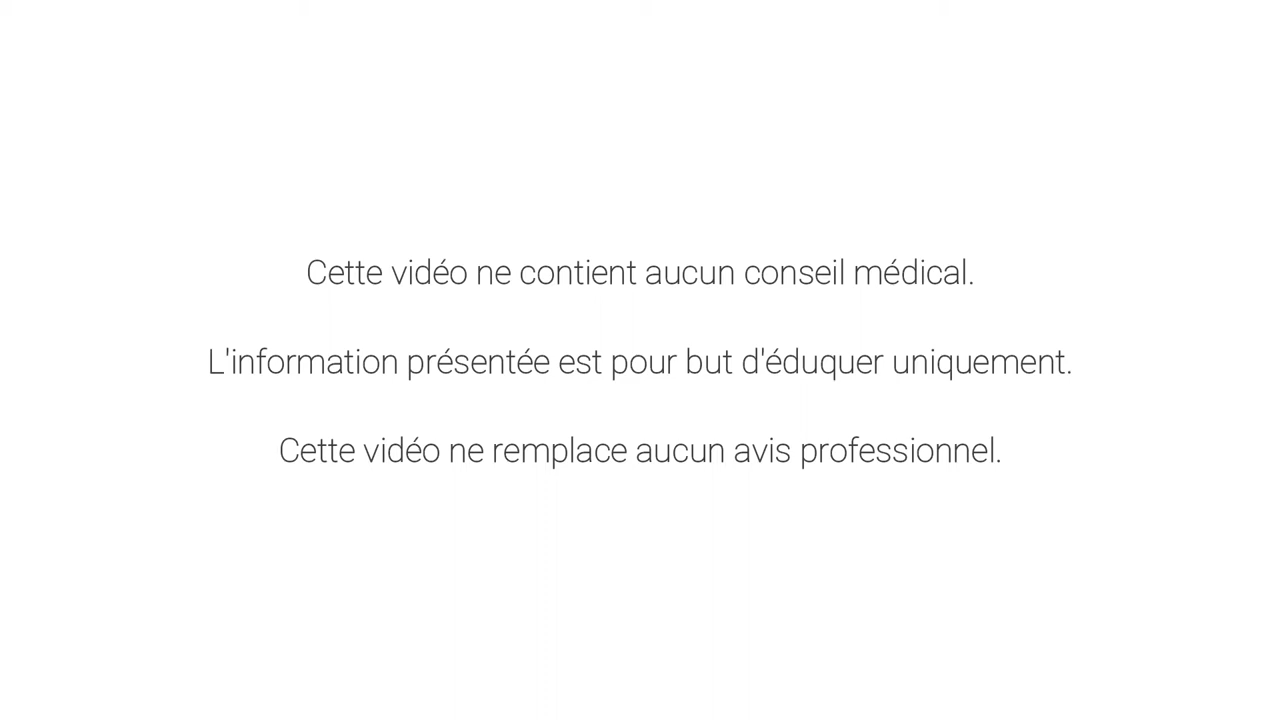 Cette vidéo ne contient aucun conseil médical.
L'information présentée est pour but d'éduquer uniquement.
Cette vidéo ne remplace aucun avis professionnel.